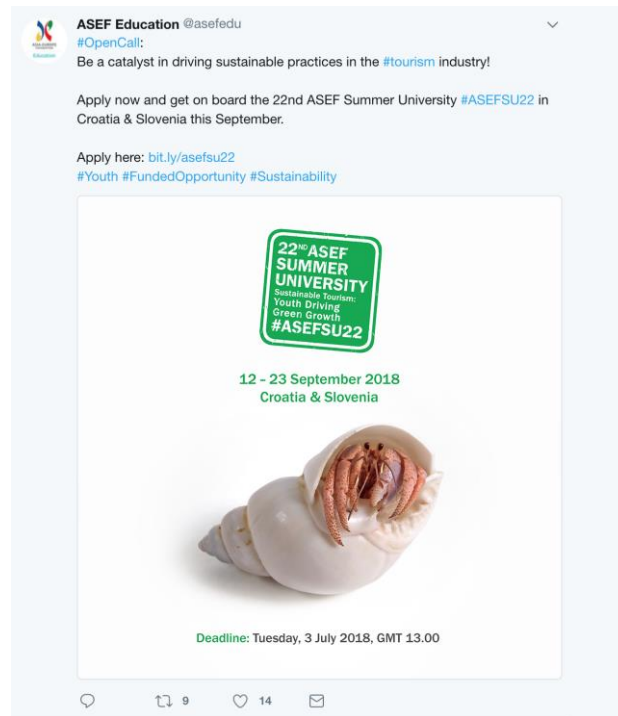 ASEF Education @asefedu
#OpenCall:
Be a catalyst in driving sustainable practices in the #tourism industry!
Apply now and get on board the 22nd ASEF Summer University #ASEFSU22 in
Croatia & Slovenia this September.
Apply here: bit.ly/asefsu22
#Youth #FundedOpportunity #Sustainability
22ND ASEF
SUMMER
UNIVERSITY
Sustainable Tourism:
Youth Driving
Green Growth
#ASEFSU22
12 - 23 September 2018
Croatia & Slovenia
Deadline: Tuesday, 3 July 2018, GMT 13.00
9
14